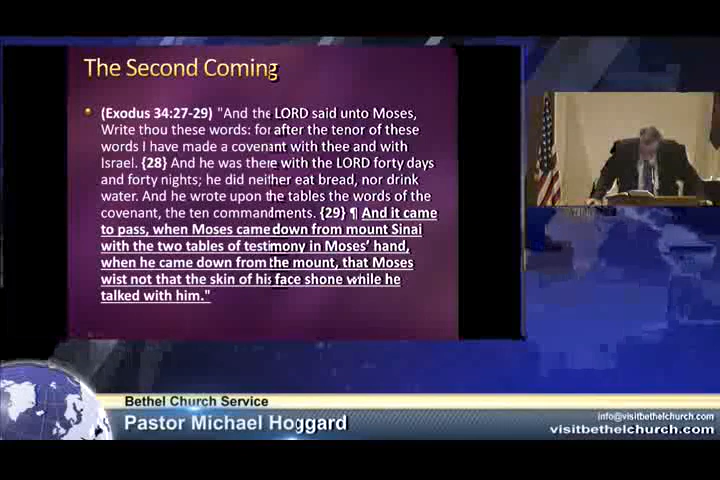 The Second Coming
(Exodus 34:27-29) "And the LORD said unto Moses,
Write thou these words: for after the tenor of these
words I have made a covenant with thee and with
Israel. {28} And he was there with the LORD forty days
and forty nights; he did neither eat bread, nor drink
water. And he wrote upon the tables the words of the
covenant, the ten commandments. {29} ¶ And it came
to pass, when Moses came down from mount Sinai
with the two tables of testimony in Moses' hand,
when he came down from the mount, that Moses
wist not that the skin of his face shone while he
talked with him."
Bethel Church Service
Pastor Michael Hoggard
info@visitbethelchurch.com
visitbethelchurch.com